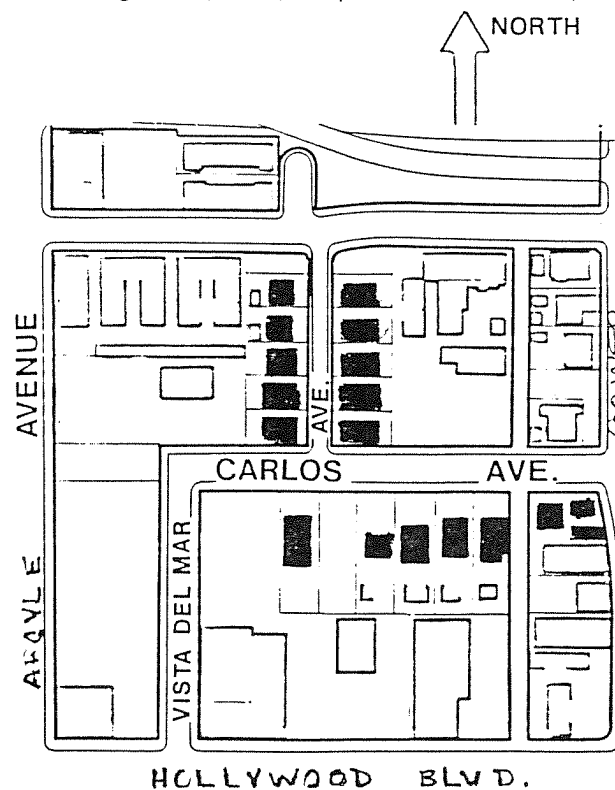 NORTH
AVENUE
AVE.
CARLOS AVE.
VISTA DEL MAR
ARGYLE
HOLLYWOOD BLVD.